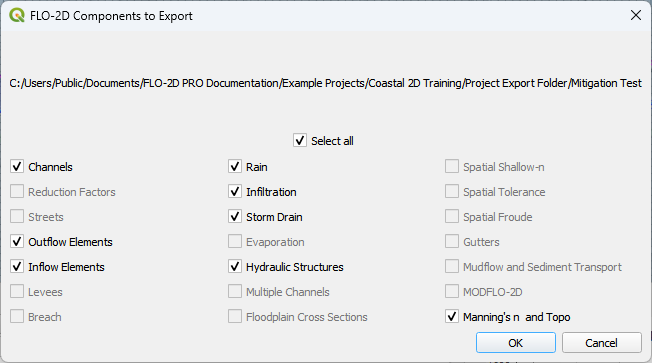 FLO-2D Components to Export
C:/Users/Public/Documents/FLO-2D PRO Documentation/Example Projects/Coastal 2D Training/Project Export Folder/Mitigation Test
Select all
Channels Rain Spatial Shallow-n
Reduction Factors Infiltration Spatial Tolerance
Streets Storm Drain Spatial Froude
Outflow Elements Evaporation Gutters
Inflow Elements Hydraulic Structures Mudflow and Sediment Transport
Levees Multiple Channels MODFLO-2D
Breach Floodplain Cross Sections Manning's n and Topo
OK Cancel